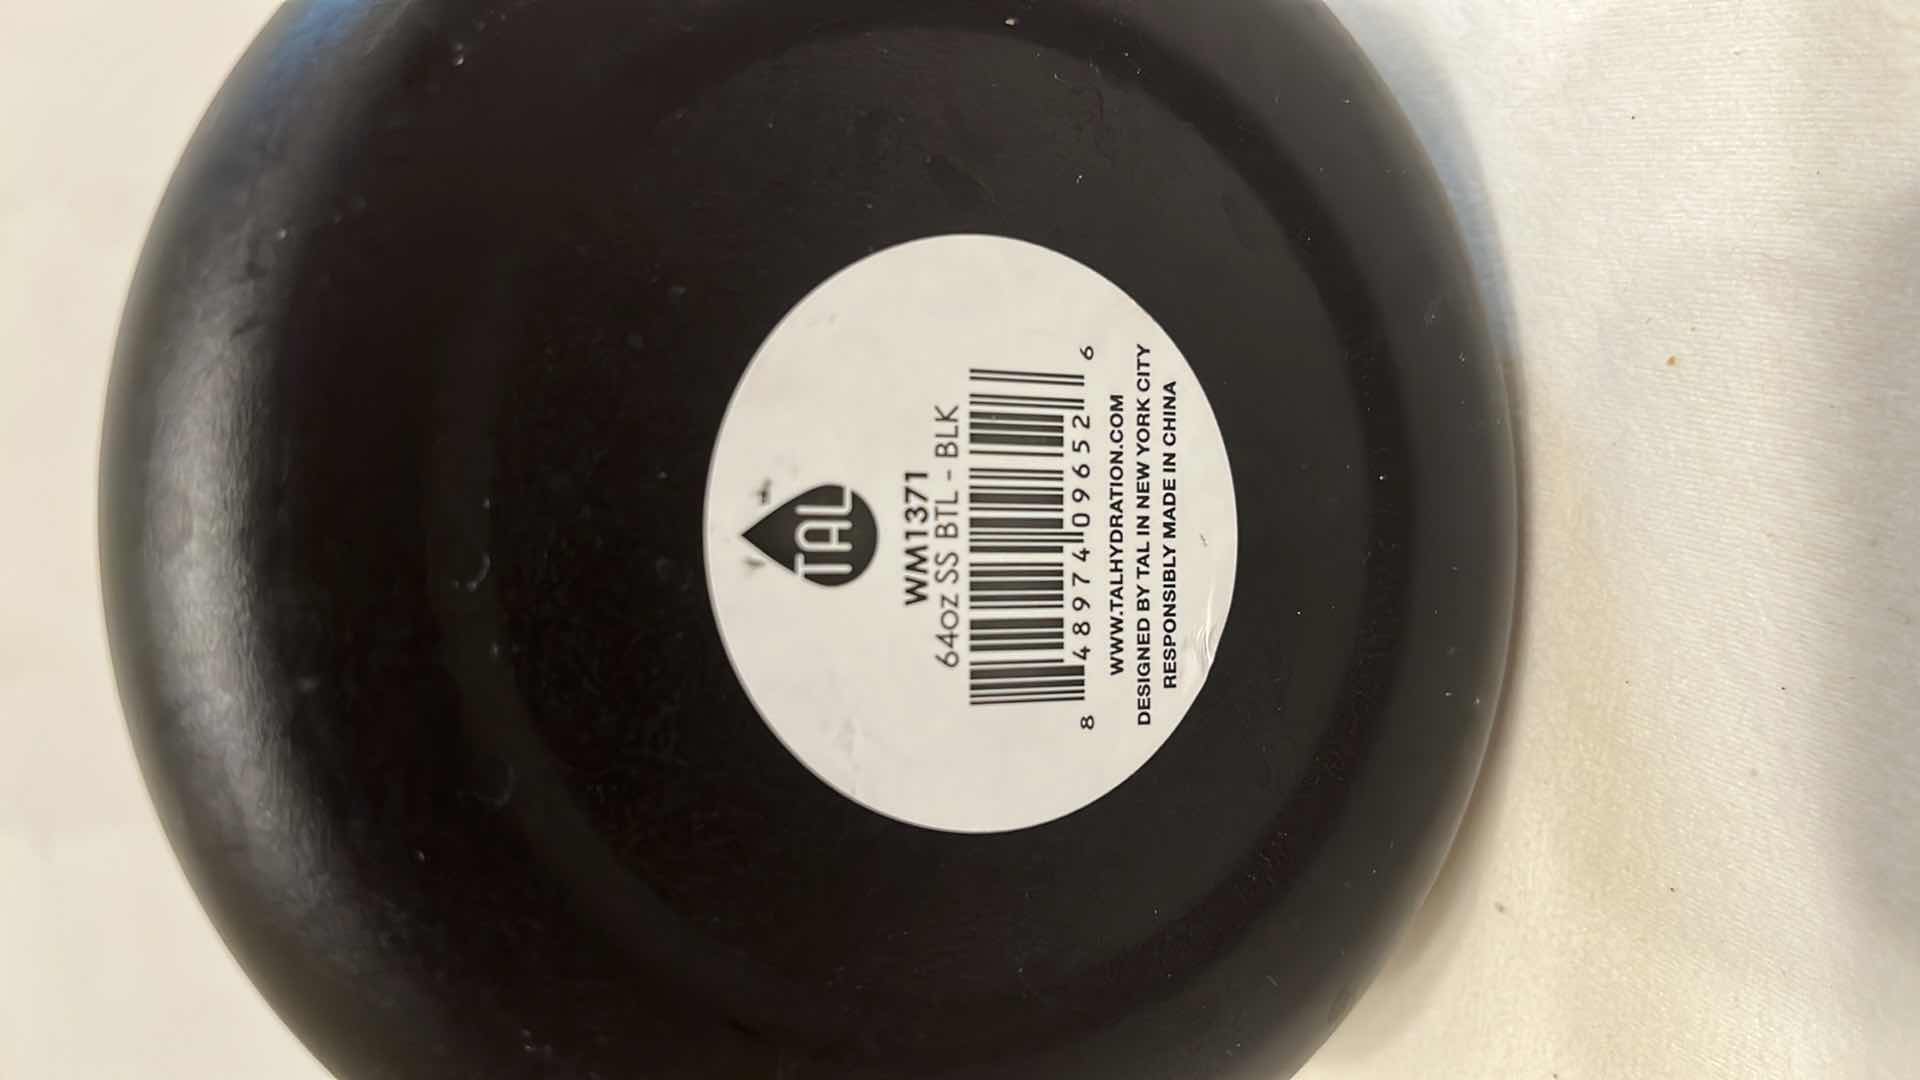 TAL
WM1371
64oz SS BTL - BLK
8 48974 09652 6
WWW.TALHYDRATION.COM
DESIGNED BY TAL IN NEW YORK CITY
RESPONSIBLY MADE IN CHINA